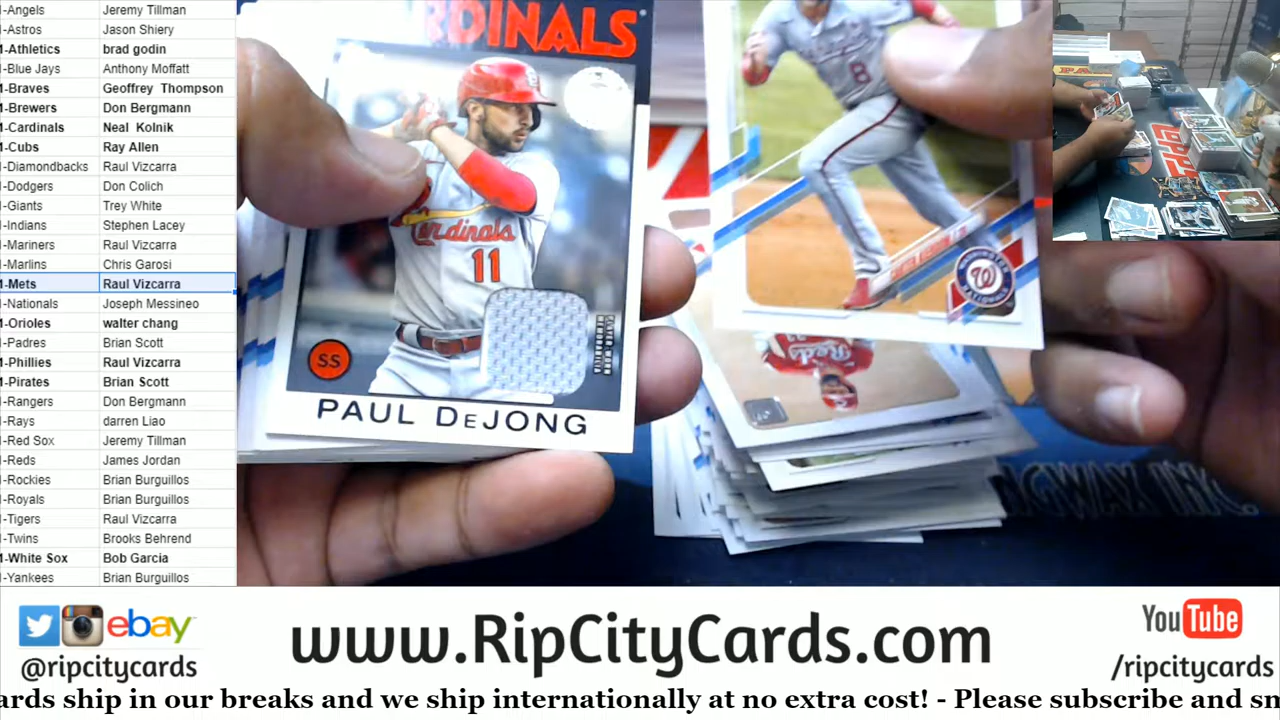 -Angels Jeremy Tillman
-Astros Jason Shiery
-Athletics brad godin
-Blue Jays Anthony Moffatt
-Braves Geoffrey Thompson
-Brewers Don Bergmann
-Cardinals Neal Kolnik
-Cubs Ray Allen
-Diamondbacks Raul Vizcarra
-Dodgers Don Colich
-Giants Trey White
-Indians Stephen Lacey
-Mariners Raul Vizcarra
-Marlins Chris Garosi
-Mets Raul Vizcarra
-Nationals Joseph Messineo
-Orioles walter chang
-Padres Brian Scott
-Phillies Raul Vizcarra
-Pirates Brian Scott
-Rangers Don Bergmann
-Rays darren Liao
-Red Sox Jeremy Tillman
-Reds James Jordan
-Rockies Brian Burguillos
-Royals Brian Burguillos
-Tigers Raul Vizcarra
-Twins Brooks Behrend
-White Sox Bob Garcia
-Yankees Brian Burguillos
RDINALS
Cardinals
11
SS
PAUL DEJONG
8
W
Reds
NGWAX INC.
ebay
@ripcitycards
www.RipCityCards.com
YouTube
/ripcitycards
ards ship in our breaks and we ship internationally at no extra cost! - Please subscribe and sm